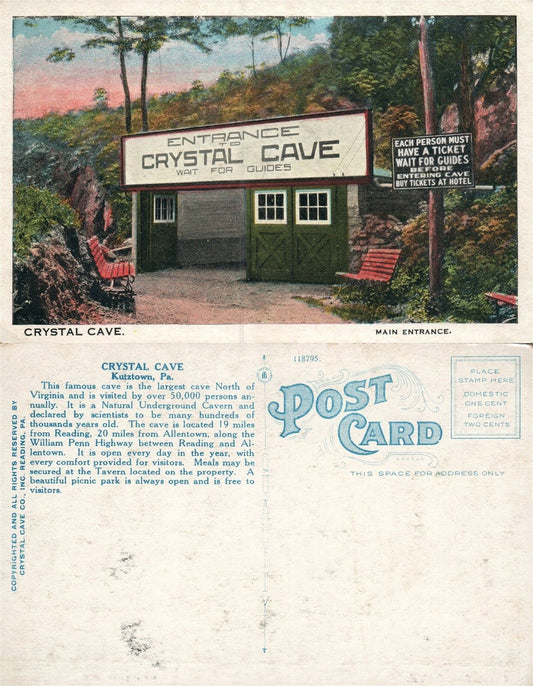 ENTRANCE
TO
CRYSTAL CAVE
WAIT FOR GUIDES
EACH PERSON MUST
HAVE A TICKET
WAIT FOR GUIDES
BEFORE
ENTERING CAVE
BUY TICKETS AT HOTEL
CRYSTAL CAVE.
MAIN ENTRANCE.
COPYRIGHTED AND ALL RIGHTS RESERVED BY
CRYSTAL CAVE CO., INC. READING, PA.
CRYSTAL CAVE
Kutztown, Pa.
This famous cave is the largest cave North of
Virginia and is visited by over 50,000 persons an-
nually. It is a Natural Underground Cavern and
declared by scientists to be many hundreds of
thousands years old. The cave is located 19 miles
from Reading, 20 miles from Allentown, along the
William Penn Highway between Reading and Al-
lentown. It is open every day in the year, with
every comfort provided for visitors. Meals may be
secured at the Tavern located on the property. A
beautiful picnic park is always open and is free to
visitors.
118795.
POST
CARD
PLACE
STAMP HERE
DOMESTIC
ONE CENT
FOREIGN
TWO CENTS
THIS SPACE FOR ADDRESS ONLY